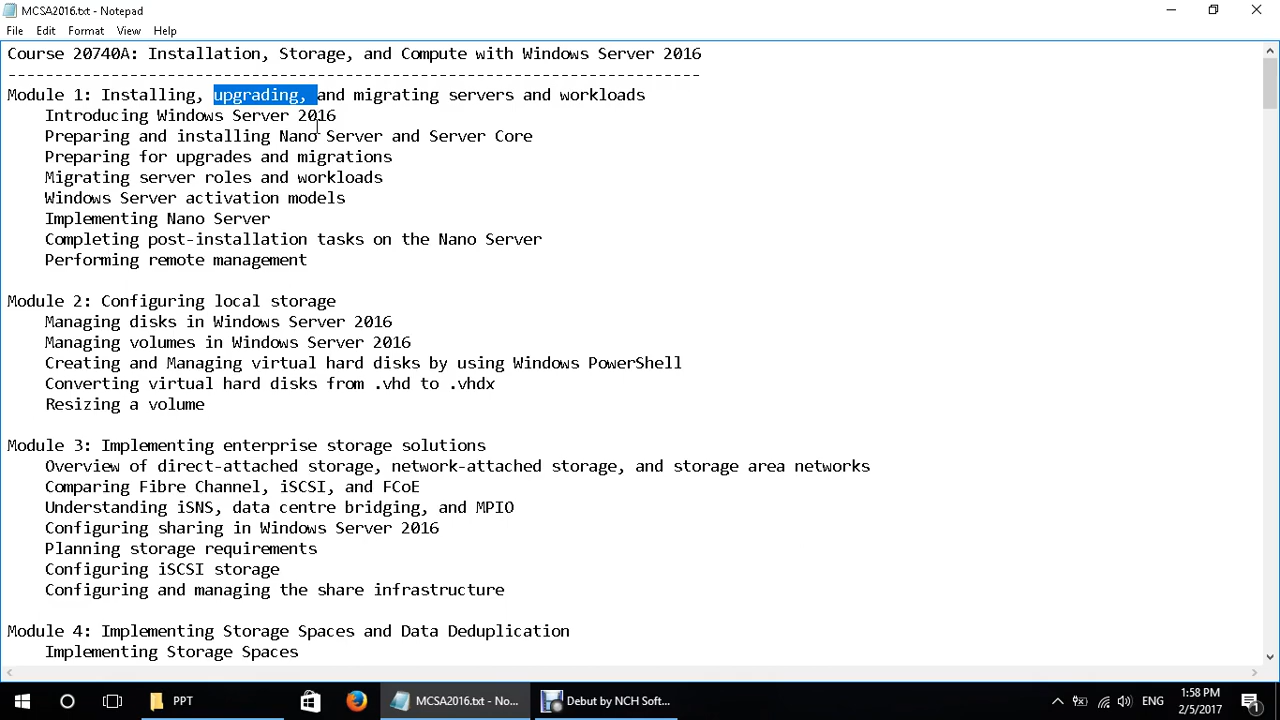 MCSA2016.txt - Notepad
File Edit Format View Help
Course 20740A: Installation, Storage, and Compute with Windows Server 2016
--------------------------------------------------------------------------
Module 1: Installing, upgrading, and migrating servers and workloads
Introducing Windows Server 2016
Preparing and installing Nano Server and Server Core
Preparing for upgrades and migrations
Migrating server roles and workloads
Windows Server activation models
Implementing Nano Server
Completing post-installation tasks on the Nano Server
Performing remote management
Module 2: Configuring local storage
Managing disks in Windows Server 2016
Managing volumes in Windows Server 2016
Creating and Managing virtual hard disks by using Windows PowerShell
Converting virtual hard disks from .vhd to .vhdx
Resizing a volume
Module 3: Implementing enterprise storage solutions
Overview of direct-attached storage, network-attached storage, and storage area networks
Comparing Fibre Channel, iSCSI, and FCoE
Understanding iSNS, data centre bridging, and MPIO
Configuring sharing in Windows Server 2016
Planning storage requirements
Configuring iSCSI storage
Configuring and managing the share infrastructure
Module 4: Implementing Storage Spaces and Data Deduplication
Implementing Storage Spaces
PPT MCSA2016.txt - No... Debut by NCH Soft... ENG 1:58 PM
2/5/2017 1